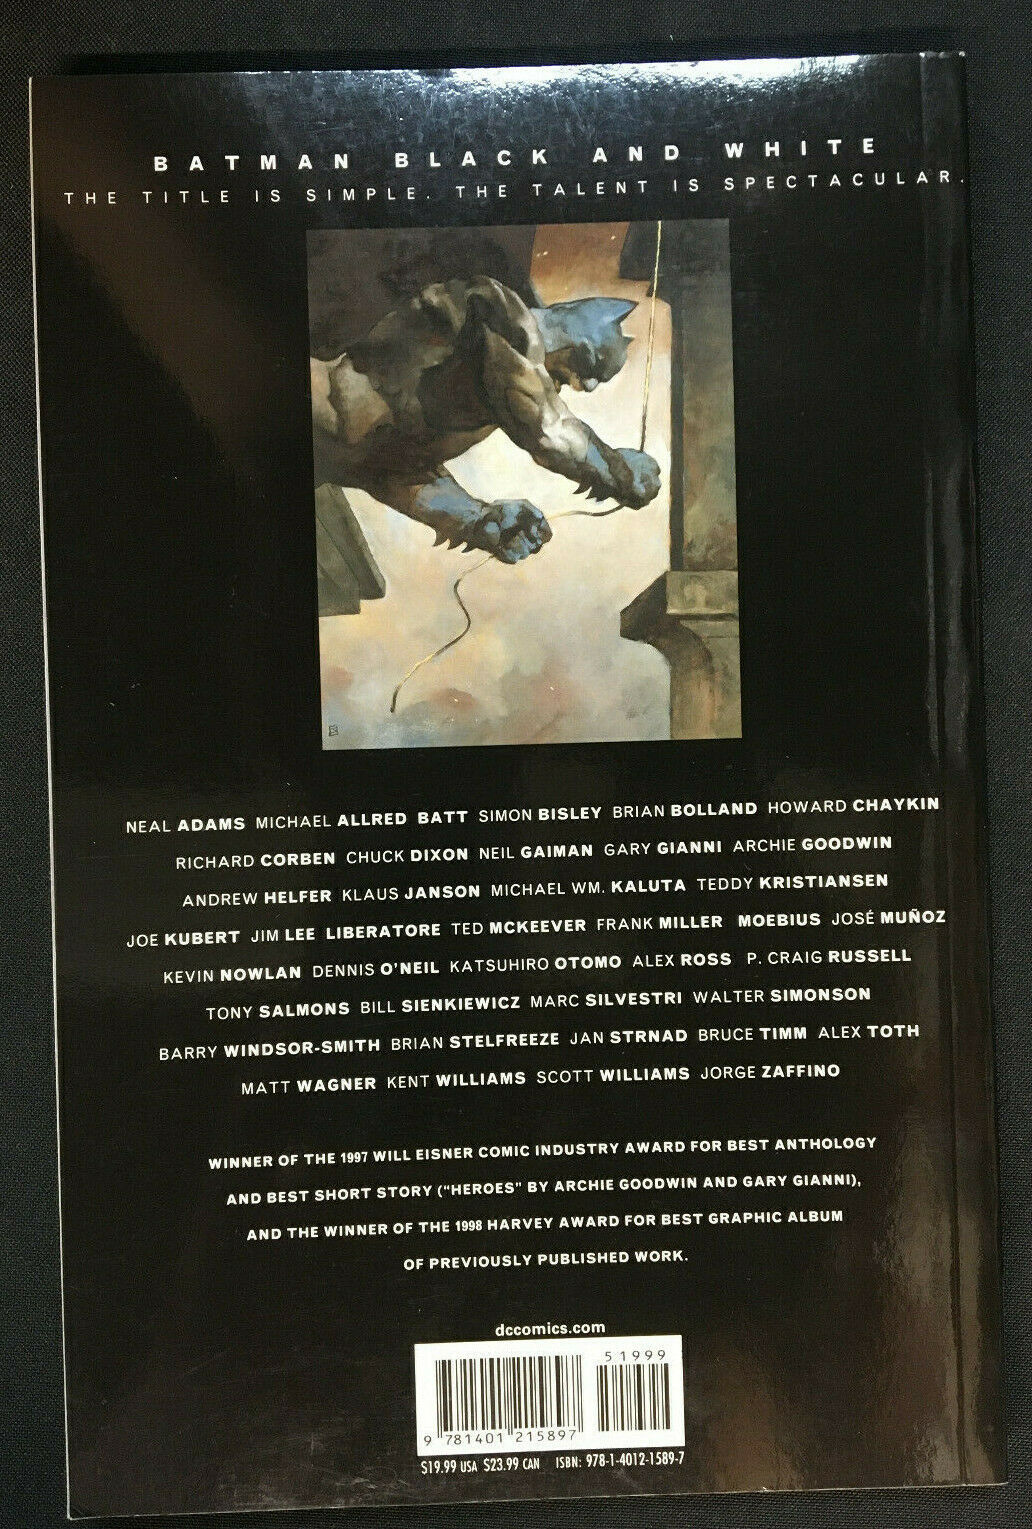 BATMAN BLACK AND WHITE
THE TITLE IS SIMPLE. THE TALENT IS SPECTACULAR.
NEAL ADAMS MICHAEL ALLRED BATT SIMON BISLEY BRIAN BOLLAND HOWARD CHAYKIN
RICHARD CORBEN CHUCK DIXON NEIL GAIMAN GARY GIANNI ARCHIE GOODWIN
ANDREW HELFER KLAUS JANSON MICHAEL WM. KALUTA TEDDY KRISTIANSEN
JOE KUBERT JIM LEE LIBERATORE TED MCKEEVER FRANK MILLER MOEBIUS JOSÉ MUÑOZ
KEVIN NOWLAN DENNIS O'NEIL KATSUHIRO OTOMO ALEX ROSS P. CRAIG RUSSELL
TONY SALMONS BILL SIENKIEWICZ MARC SILVESTRI WALTER SIMONSON
BARRY WINDSOR-SMITH BRIAN STELFREEZE JAN STRNAD BRUCE TIMM ALEX TOTH
MATT WAGNER KENT WILLIAMS SCOTT WILLIAMS JORGE ZAFFINO
WINNER OF THE 1997 WILL EISNER COMIC INDUSTRY AWARD FOR BEST ANTHOLOGY
AND BEST SHORT STORY ("HEROES" BY ARCHIE GOODWIN AND GARY GIANNI),
AND THE WINNER OF THE 1998 HARVEY AWARD FOR BEST GRAPHIC ALBUM
OF PREVIOUSLY PUBLISHED WORK.
dccomics.com
51999
9 781401 215897
$19.99 USA $23.99 CAN ISBN: 978-1-4012-1589-7